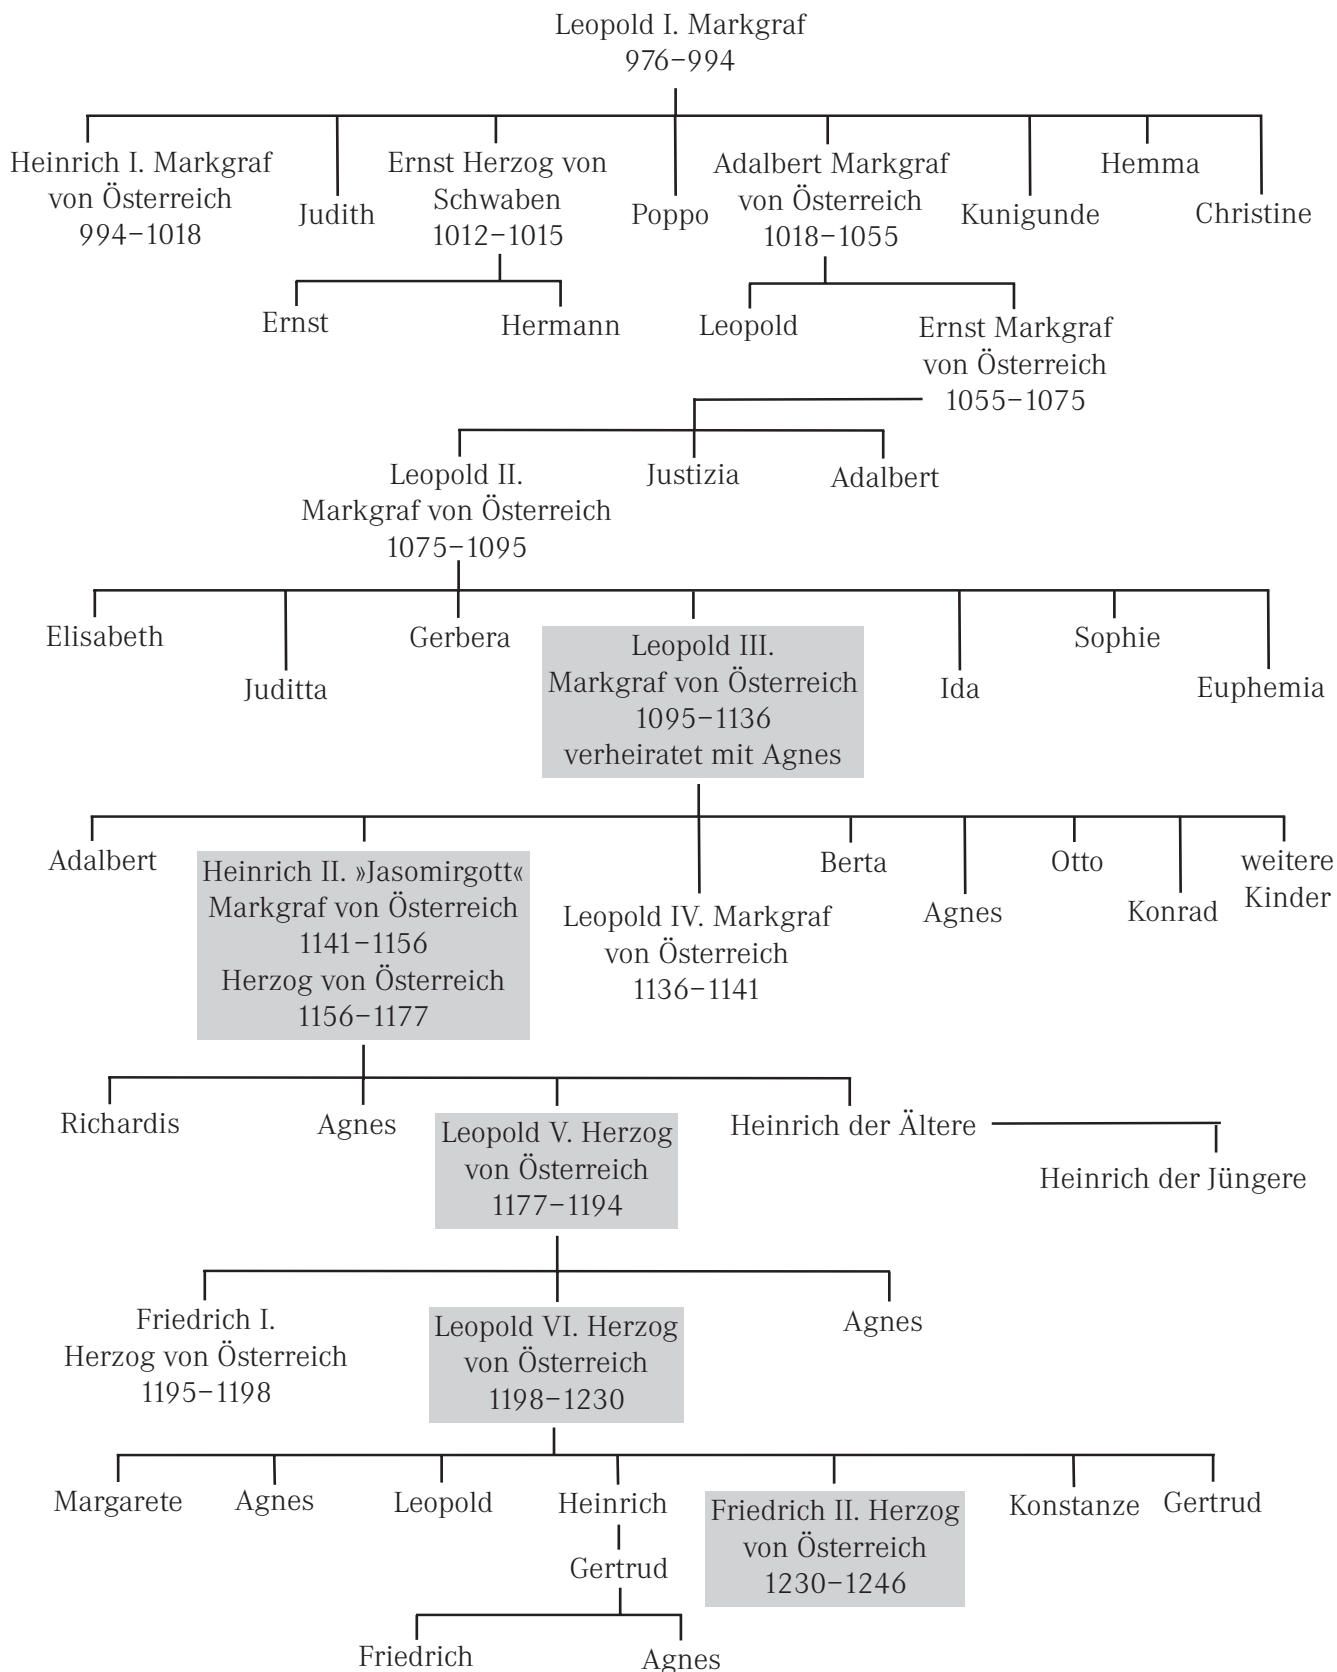 Leopold I. Markgraf
976–994
Heinrich I. Markgraf
von Österreich
994–1018
Judith
Ernst Herzog von
Schwaben
1012–1015
Poppo
Adalbert Markgraf
von Österreich
1018–1055
Kunigunde
Hemma
Christine
Ernst
Hermann
Leopold
Ernst Markgraf
von Österreich
1055–1075
Leopold II.
Markgraf von Österreich
1075–1095
Justizia
Adalbert
Elisabeth
Juditta
Gerbera
Leopold III.
Markgraf von Österreich
1095–1136
verheiratet mit Agnes
Ida
Sophie
Euphemia
Adalbert
Heinrich II. »Jasomirgott«
Markgraf von Österreich
1141–1156
Herzog von Österreich
1156–1177
Leopold IV. Markgraf
von Österreich
1136–1141
Berta
Agnes
Otto
Konrad
weitere
Kinder
Richardis
Agnes
Leopold V. Herzog
von Österreich
1177–1194
Heinrich der Ältere
Heinrich der Jüngere
Friedrich I.
Herzog von Österreich
1195–1198
Leopold VI. Herzog
von Österreich
1198–1230
Agnes
Margarete
Agnes
Leopold
Heinrich
Friedrich II. Herzog
von Österreich
1230–1246
Konstanze
Gertrud
Gertrud
Friedrich
Agnes